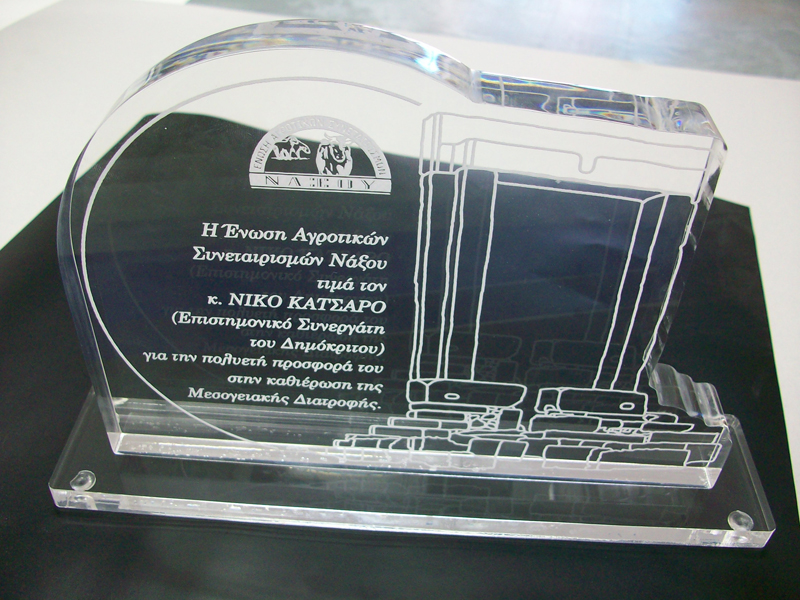 ΕΝΩΣΗ
ΝΑΞΟΥ
Η Ένωση Αγροτικών
Συνεταιρισμών Νάξου
τιμά τον
κ. ΝΙΚΟ ΚΑΤΣΑΡΟ
(Επιστημονικό Συνεργάτη
του Δημόκριτου)
για την πολυετή προσφορά του
στην καθιέρωση της
Μεσογειακής Διατροφής.